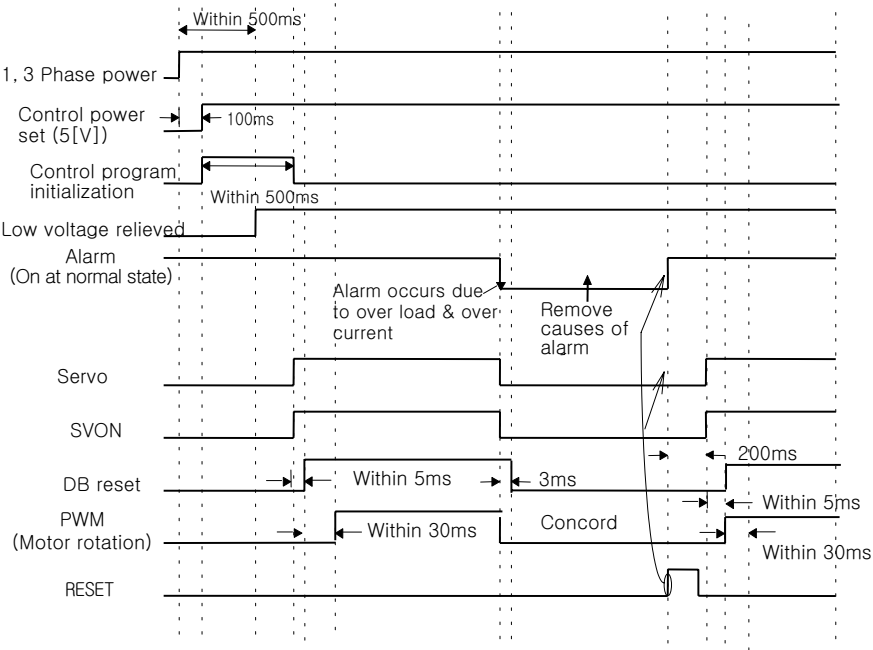 Within 500ms
1, 3 Phase power
Control power
set (5[V])
100ms
Control program
initialization
Within 500ms
Low voltage relieved
Alarm
(On at normal state)
Alarm occurs due
to over load & over
current
Remove
causes of
alarm
Servo
SVON
200ms
DB reset
Within 5ms
3ms
Within 5ms
PWM
(Motor rotation)
Within 30ms
Concord
Within 30ms
RESET